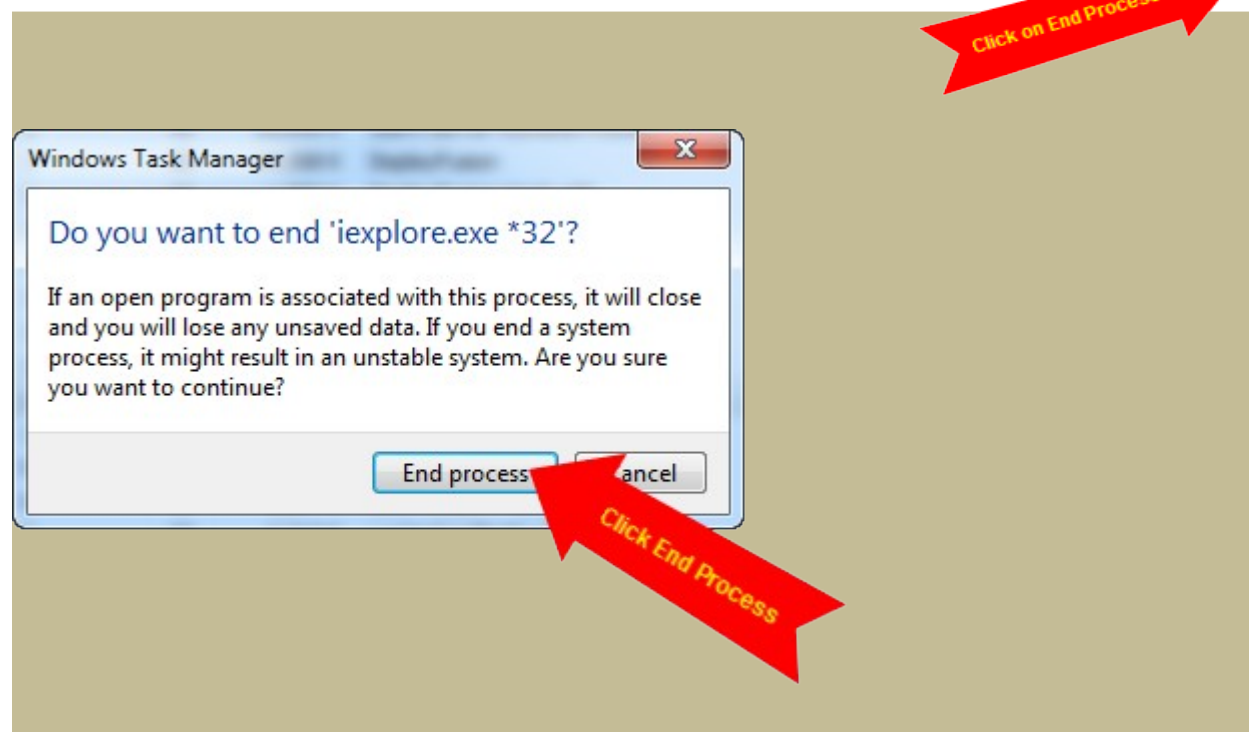 Click on End Process
Windows Task Manager
Do you want to end 'iexplore.exe *32'?
If an open program is associated with this process, it will close
and you will lose any unsaved data. If you end a system
process, it might result in an unstable system. Are you sure
you want to continue?
End process
ancel
Click End Process